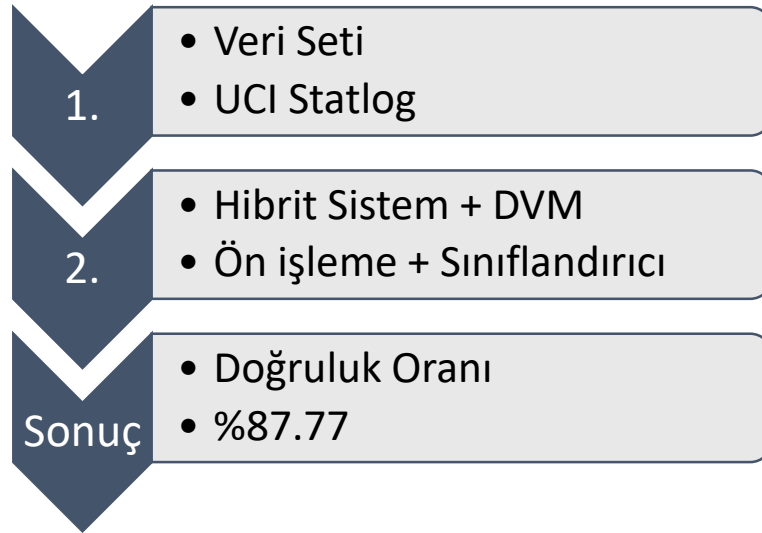 1.
• Veri Seti
• UCI Statlog
2.
• Hibrit Sistem + DVM
• Ön işleme + Sınıflandırıcı
Sonuç
• Doğruluk Oranı
• %87.77